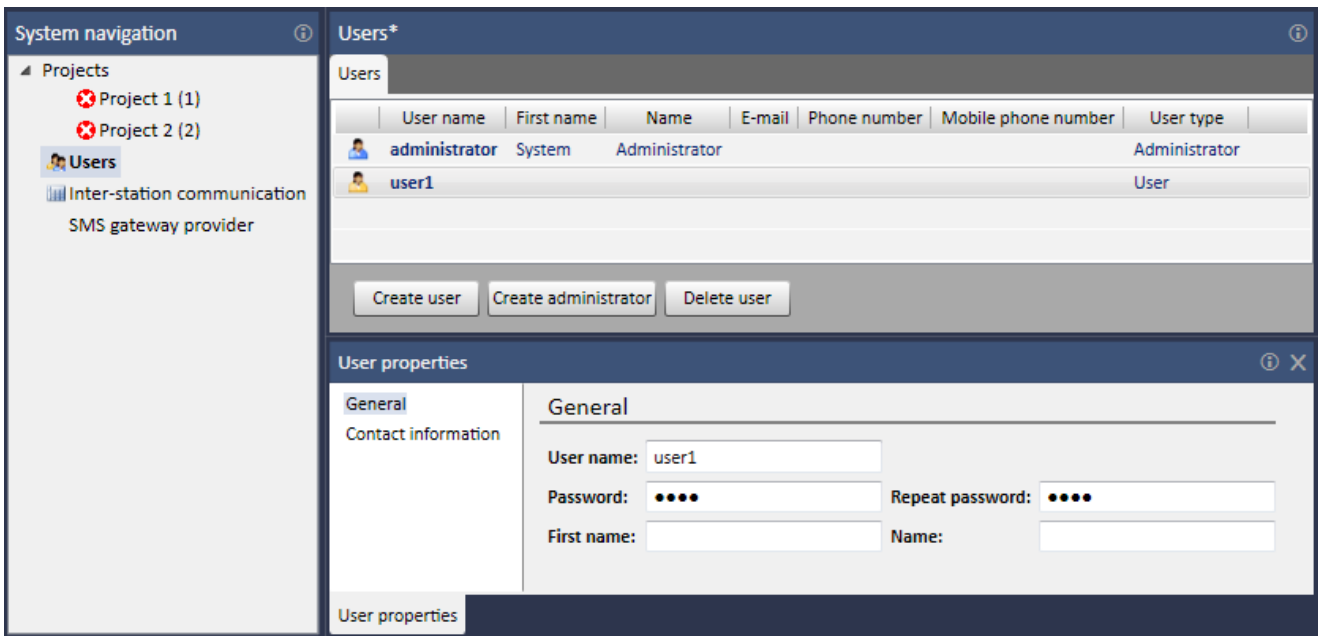 System navigation
Projects
Project 1 (1)
Project 2 (2)
Users
Inter-station communication
SMS gateway provider
Users*
Users
User name First name Name E-mail Phone number Mobile phone number User type
administrator System Administrator Administrator
user1 User
Create user Create administrator Delete user
User properties
General
Contact information
General
User name: user1
Password: •••• Repeat password: ••••
First name: Name:
User properties